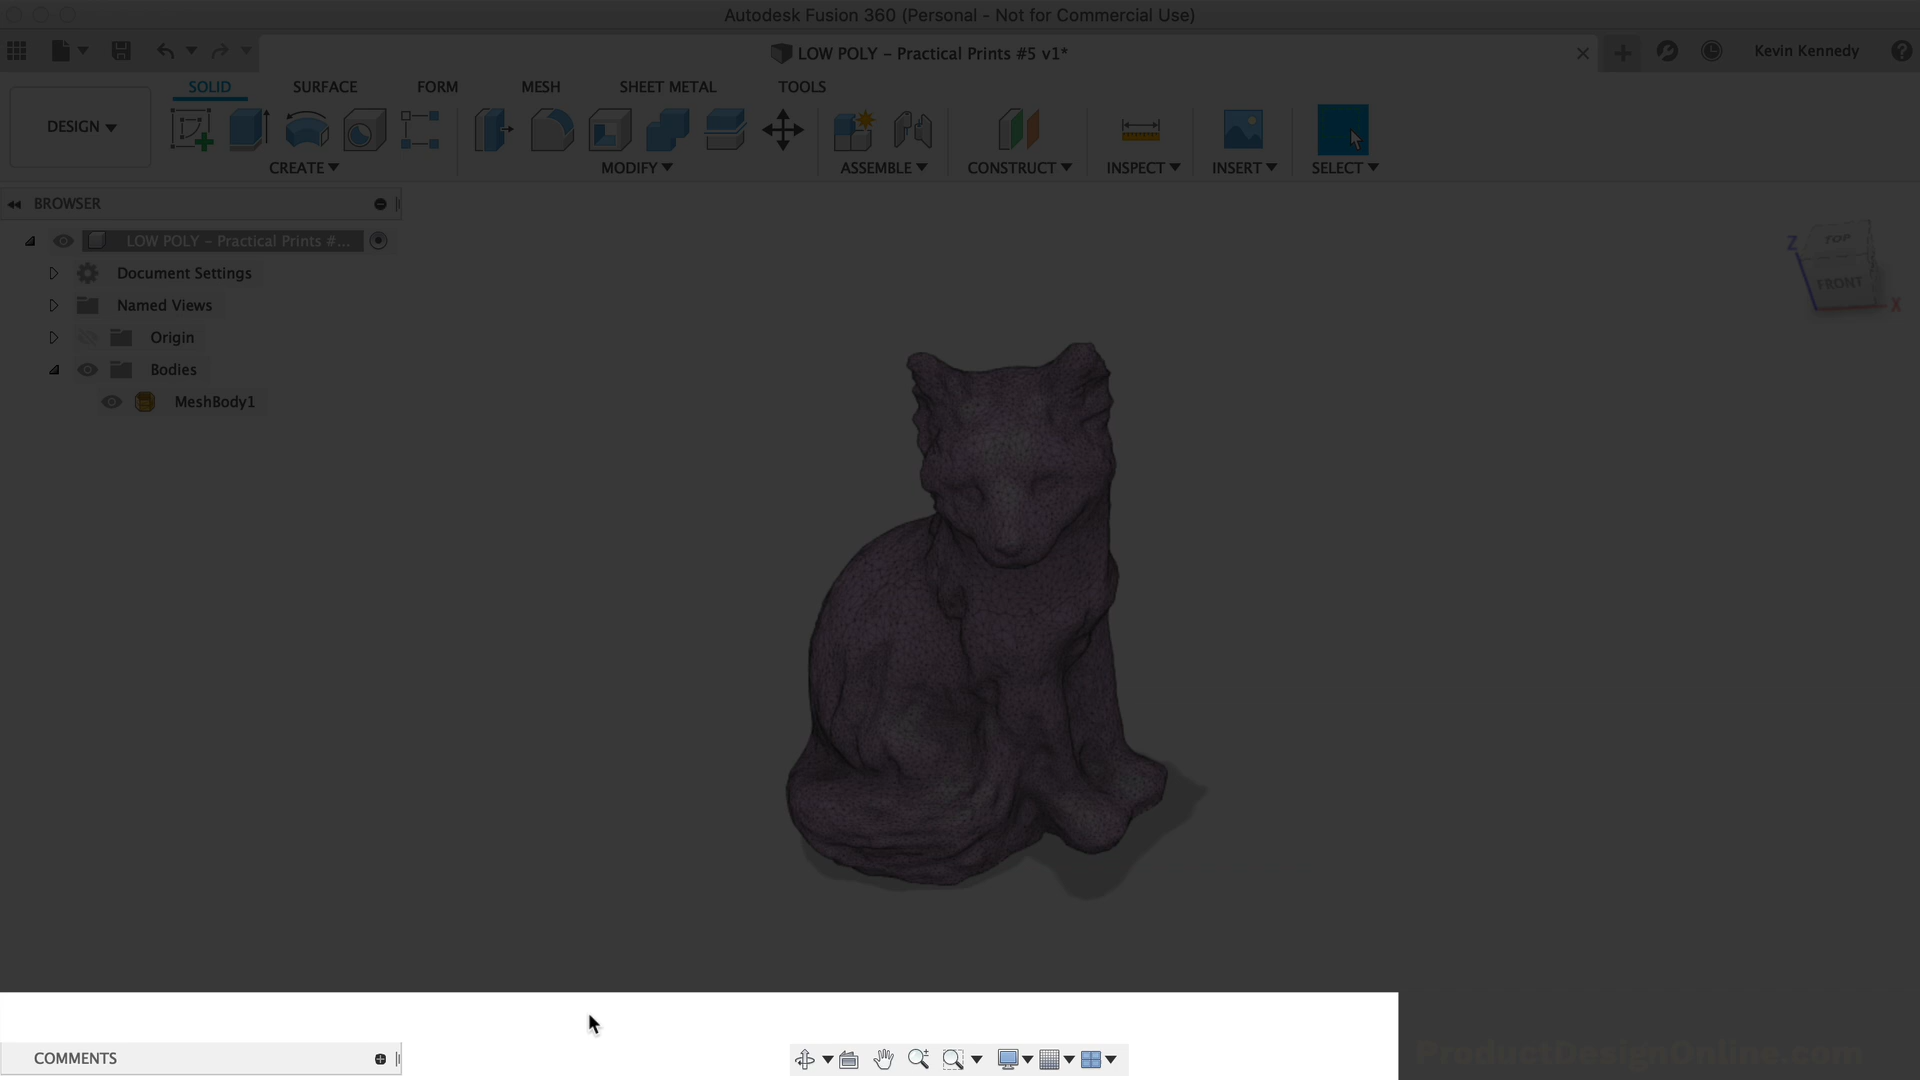 Autodesk Fusion 360 (Personal - Not for Commercial Use)
LOW POLY – Practical Prints #5 v1*
Kevin Kennedy
SOLID SURFACE FORM MESH SHEET METAL TOOLS
DESIGN
CREATE MODIFY ASSEMBLE CONSTRUCT INSPECT INSERT SELECT
BROWSER
LOW POLY – Practical Prints #...
Document Settings
Named Views
Origin
Bodies
MeshBody1
Z
TOP
FRONT
X
COMMENTS
ProductDesignOnline.com